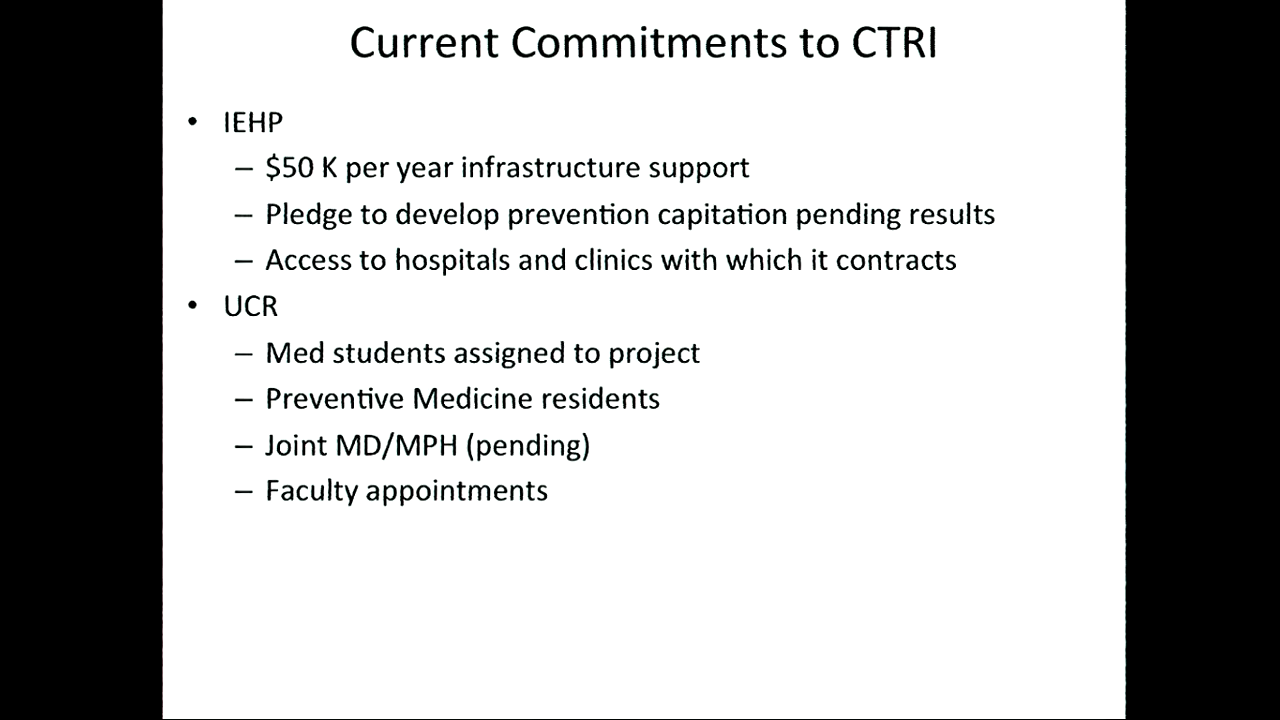 Current Commitments to CTRI
• IEHP
– $50 K per year infrastructure support
– Pledge to develop prevention capitation pending results
– Access to hospitals and clinics with which it contracts
• UCR
– Med students assigned to project
– Preventive Medicine residents
– Joint MD/MPH (pending)
– Faculty appointments